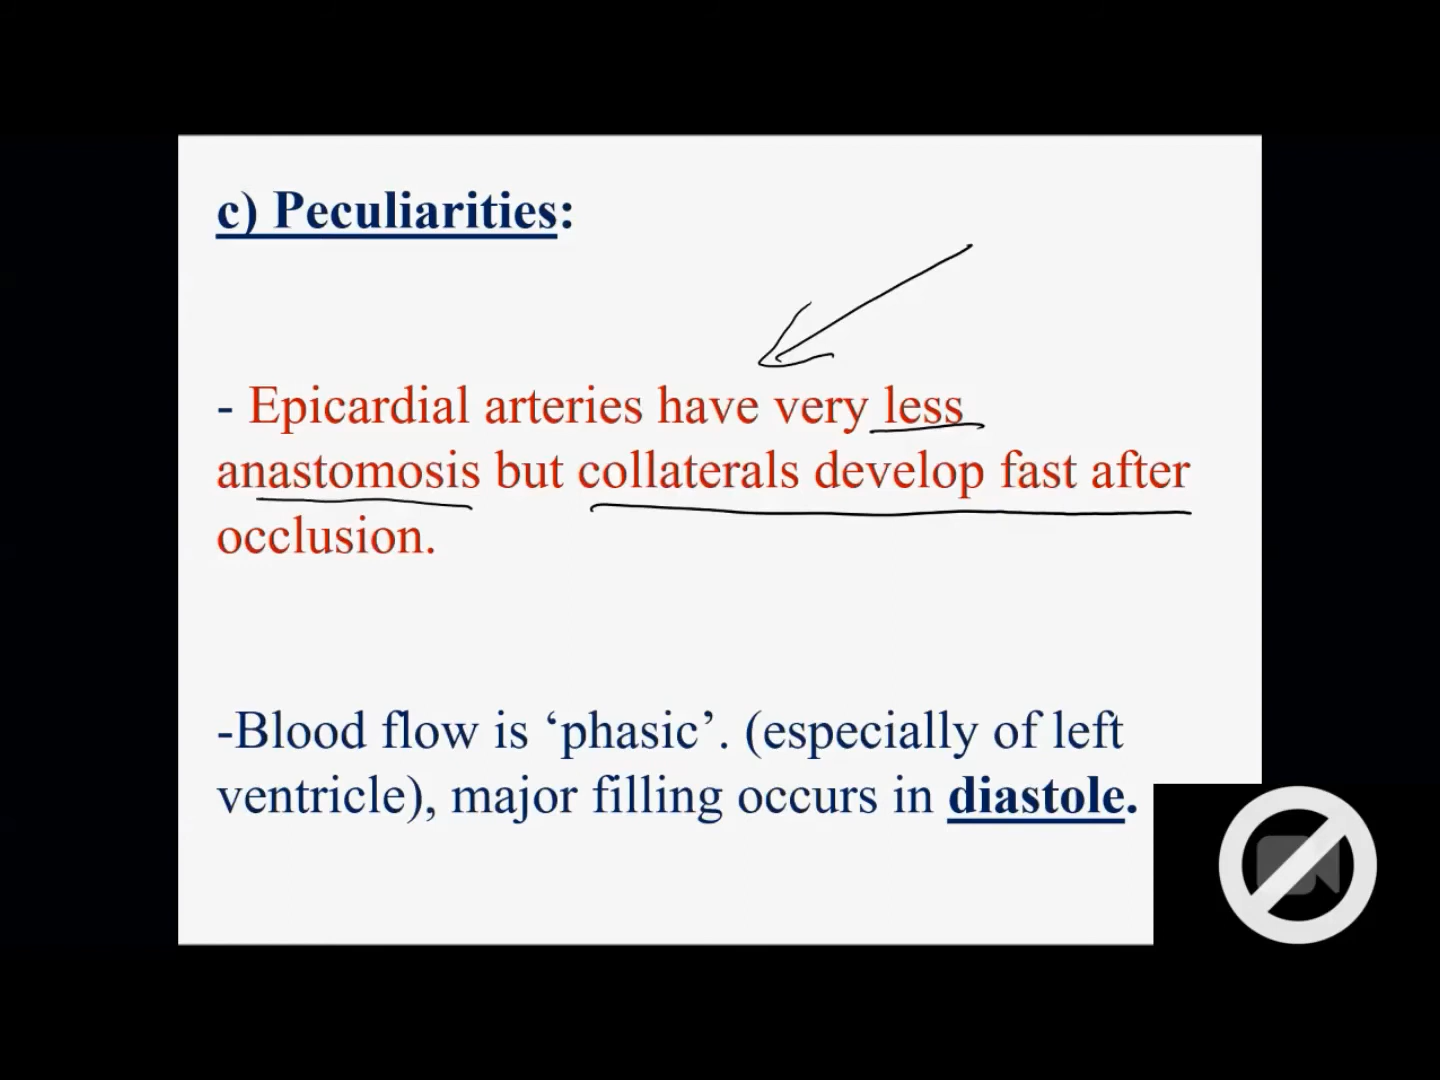 c) Peculiarities:
- Epicardial arteries have very less
anastomosis but collaterals develop fast after
occlusion.
-Blood flow is ‘phasic’. (especially of left
ventricle), major filling occurs in diastole.